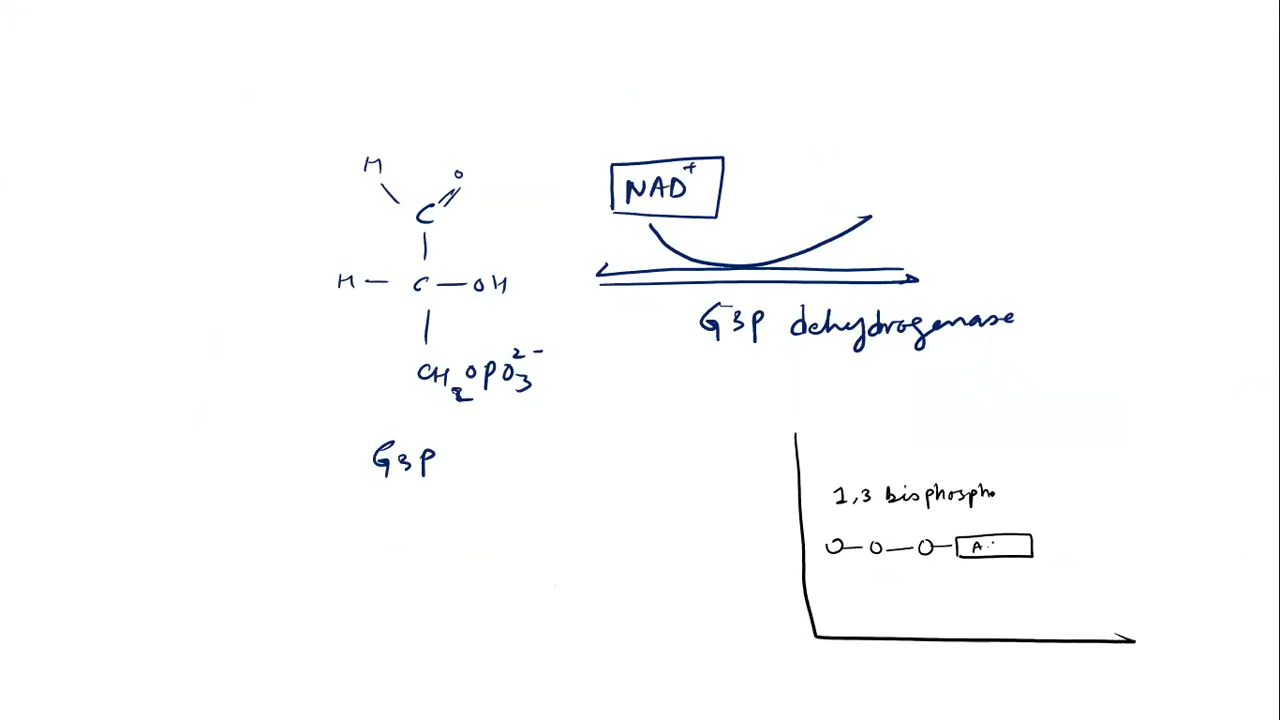 H O
C
NAD+
H — C — OH
G3P dehydrogenase
CH2OPO3 2-
G3P
1,3 bisphospho
O—O—O—A